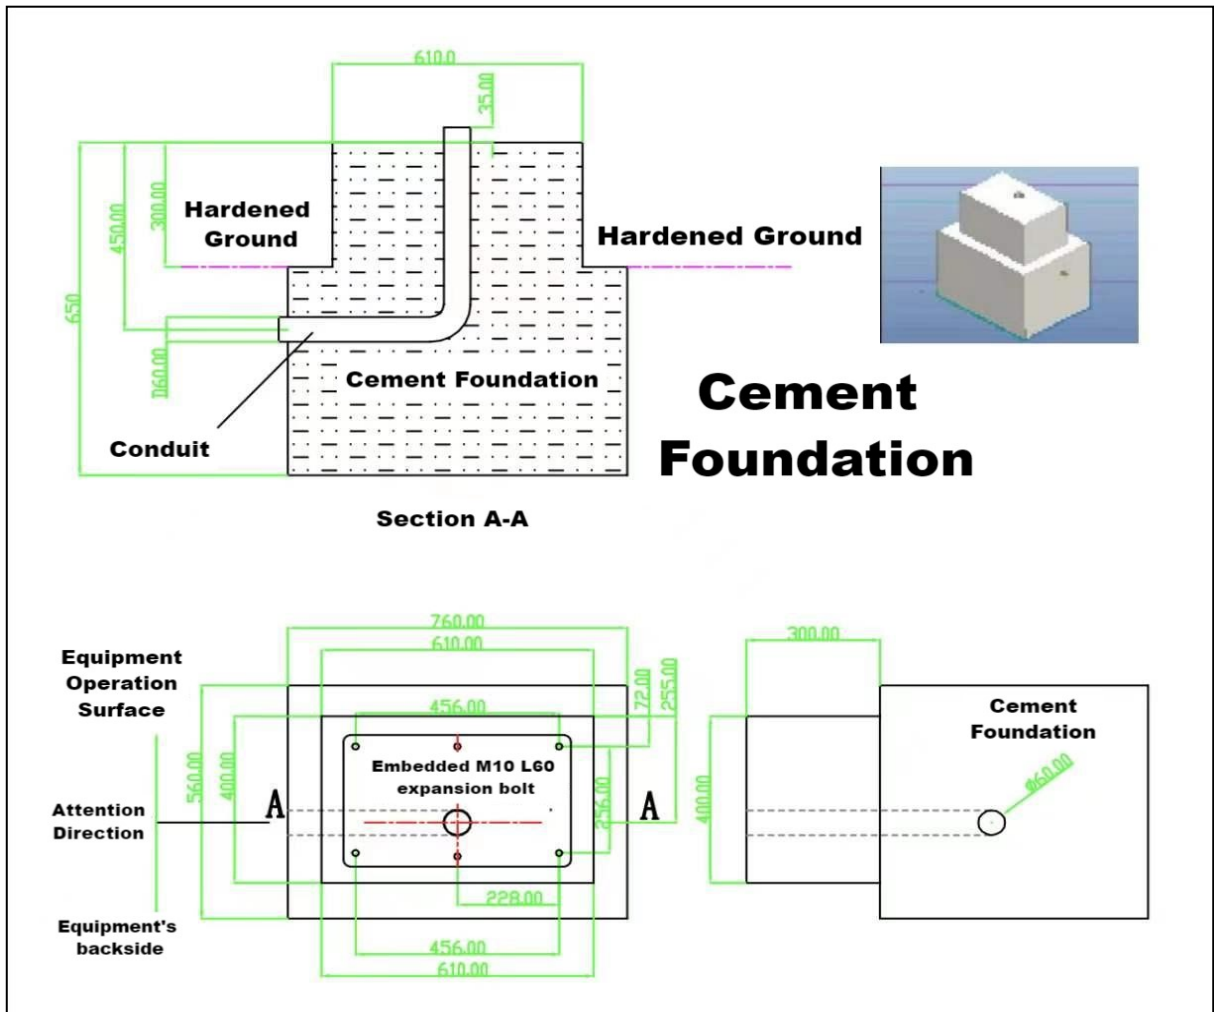 610.0
35.00
Hardened
Ground
Hardened Ground
300.00
450.00
650
D60.00
Cement Foundation
Conduit
Cement
Foundation
Section A-A
760.00
610.00
Equipment
Operation
Surface
456.00
72.00
255.00
300.00
Cement
Foundation
Embedded M10 L60
expansion bolt
560.00
400.00
A
A
256.00
Attention
Direction
400.00
Ø60.00
228.00
Equipment's
backside
456.00
610.00